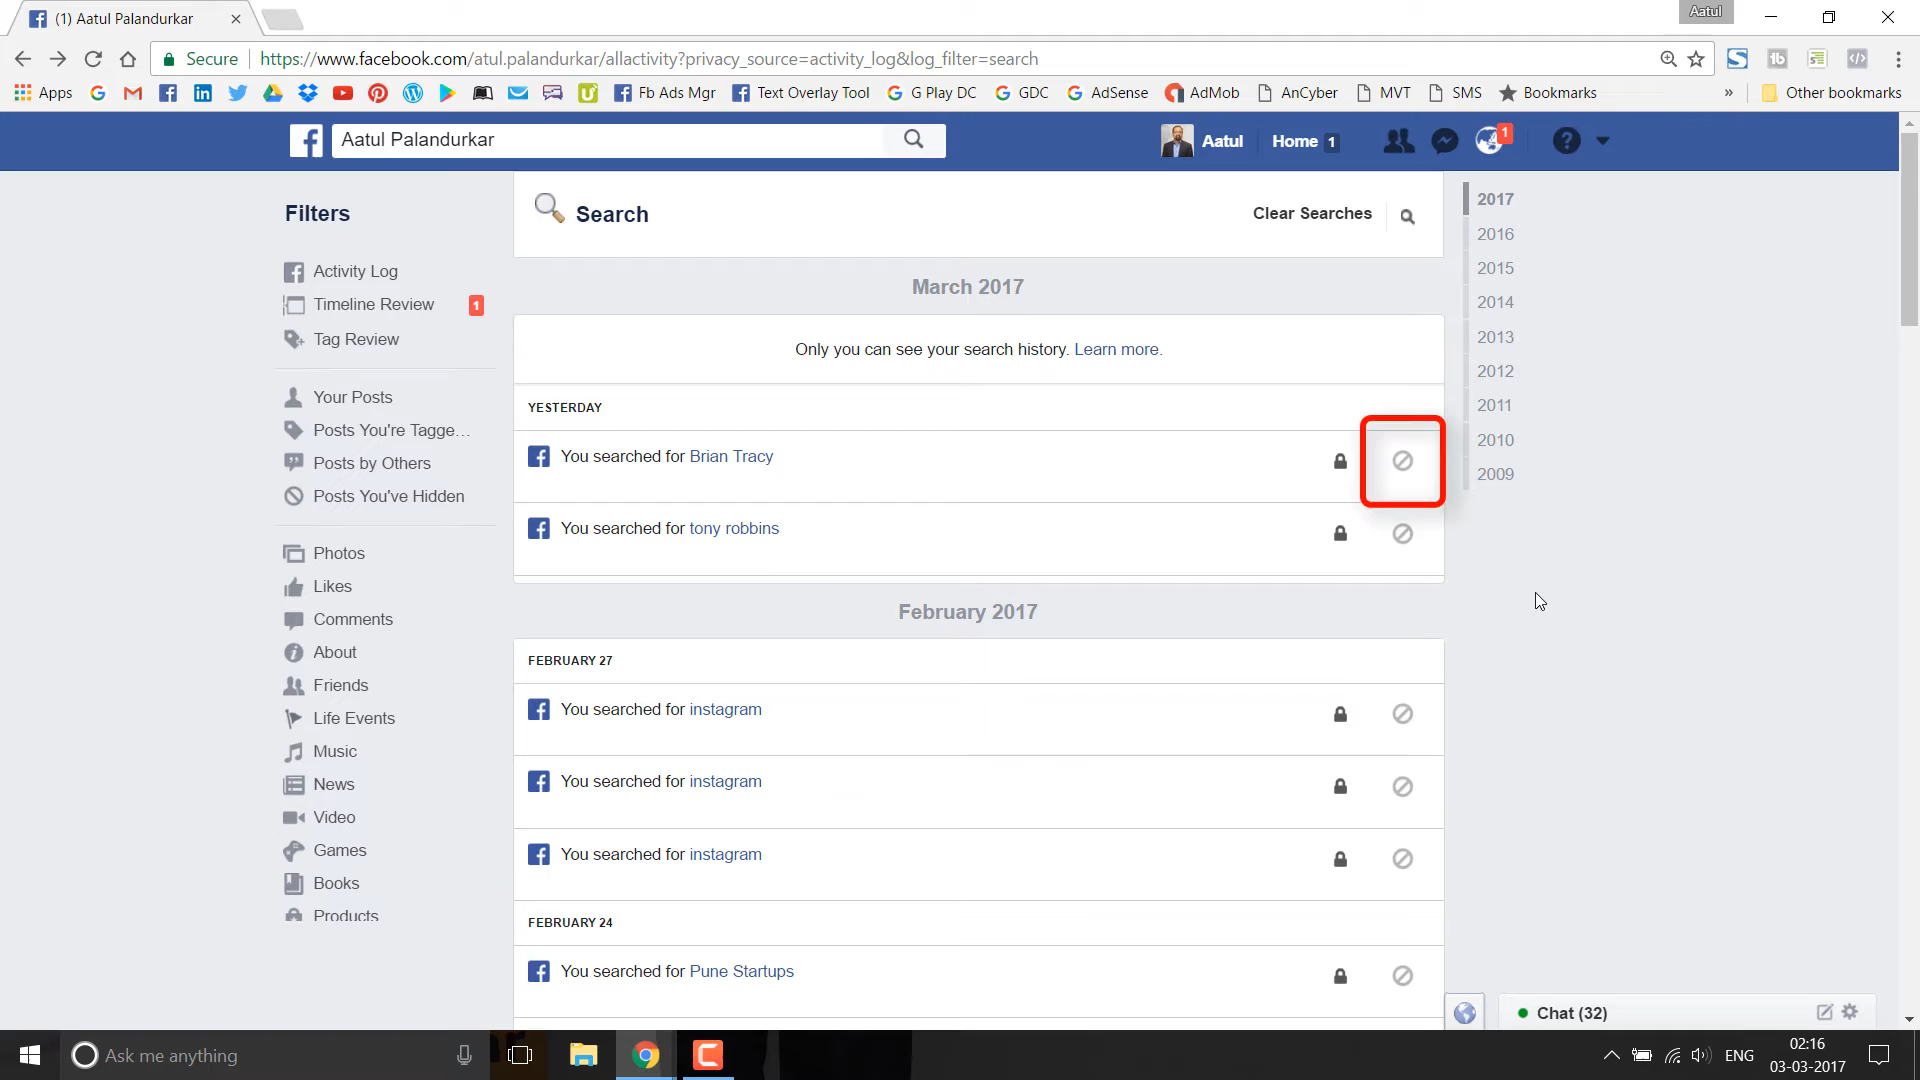 (1) Aatul Palandurkar
Aatul
Secure https://www.facebook.com/atul.palandurkar/allactivity?privacy_source=activity_log&log_filter=search
Apps Fb Ads Mgr Text Overlay Tool G Play DC GDC AdSense AdMob AnCyber MVT SMS Bookmarks » Other bookmarks
Aatul Palandurkar Aatul Home 1 1
Filters
Activity Log
Timeline Review 1
Tag Review
Your Posts
Posts You're Tagge...
Posts by Others
Posts You've Hidden
Photos
Likes
Comments
About
Friends
Life Events
Music
News
Video
Games
Books
Products
Search Clear Searches
March 2017
Only you can see your search history. Learn more.
YESTERDAY
You searched for Brian Tracy
You searched for tony robbins
February 2017
FEBRUARY 27
You searched for instagram
You searched for instagram
You searched for instagram
FEBRUARY 24
You searched for Pune Startups
2017
2016
2015
2014
2013
2012
2011
2010
2009
Chat (32)
Ask me anything
ENG
02:16
03-03-2017